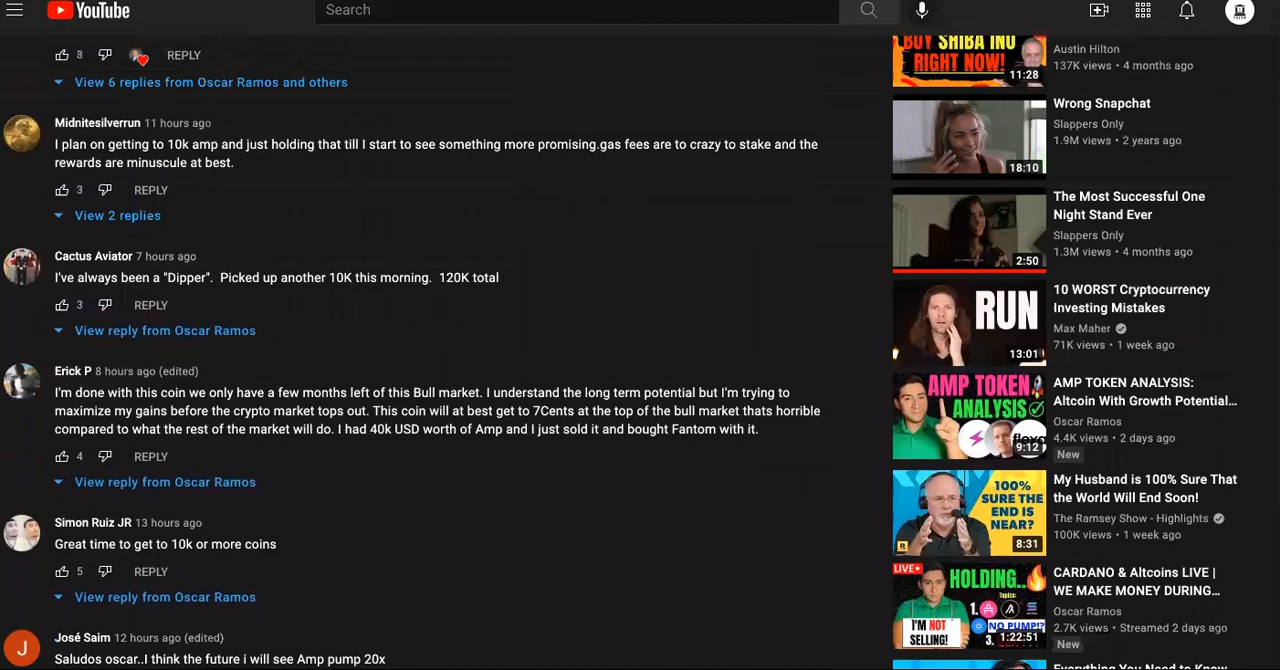 YouTube
Search
8
REPLY
View 6 replies from Oscar Ramos and others
Midnitesilverrun 11 hours ago
I plan on getting to 10k amp and just holding that till I start to see something more promising.gas fees are to crazy to stake and the
rewards are minuscule at best.
3
REPLY
View 2 replies
Cactus Aviator 7 hours ago
I've always been a "Dipper".  Picked up another 10K this morning.  120K total
3
REPLY
View reply from Oscar Ramos
Erick P 8 hours ago (edited)
I'm done with this coin we only have a few months left of this Bull market. I understand the long term potential but I'm trying to
maximize my gains before the crypto market tops out. This coin will at best get to 7Cents at the top of the bull market thats horrible
compared to what the rest of the market will do. I had 40k USD worth of Amp and I just sold it and bought Fantom with it.
4
REPLY
View reply from Oscar Ramos
Simon Ruiz JR 13 hours ago
Great time to get to 10k or more coins
5
REPLY
View reply from Oscar Ramos
J
José Saim 12 hours ago (edited)
Saludos oscar..I think the future i will see Amp pump 20x
BUY SHIBA INU
RIGHT NOW!
11:28
Austin Hilton
137K views • 4 months ago
18:10
Wrong Snapchat
Slappers Only
1.9M views • 2 years ago
2:50
The Most Successful One
Night Stand Ever
Slappers Only
1.3M views • 4 months ago
RUN
13:01
10 WORST Cryptocurrency
Investing Mistakes
Max Maher
71K views • 1 week ago
AMP TOKEN
ANALYSIS
9:12
AMP TOKEN ANALYSIS:
Altcoin With Growth Potential…
Oscar Ramos
4.4K views • 2 days ago
New
100%
SURE THE
END IS
NEAR?
R
8:31
My Husband is 100% Sure That
the World Will End Soon!
The Ramsey Show - Highlights
100K views • 1 week ago
LIVE
HOLDING..
Topics:
1.
I'M NOT
SELLING!
NO PUMP!?
3.
1:22:51
CARDANO & Altcoins LIVE |
WE MAKE MONEY DURING…
Oscar Ramos
2.7K views • Streamed 2 days ago
New
Everything You Need to Know